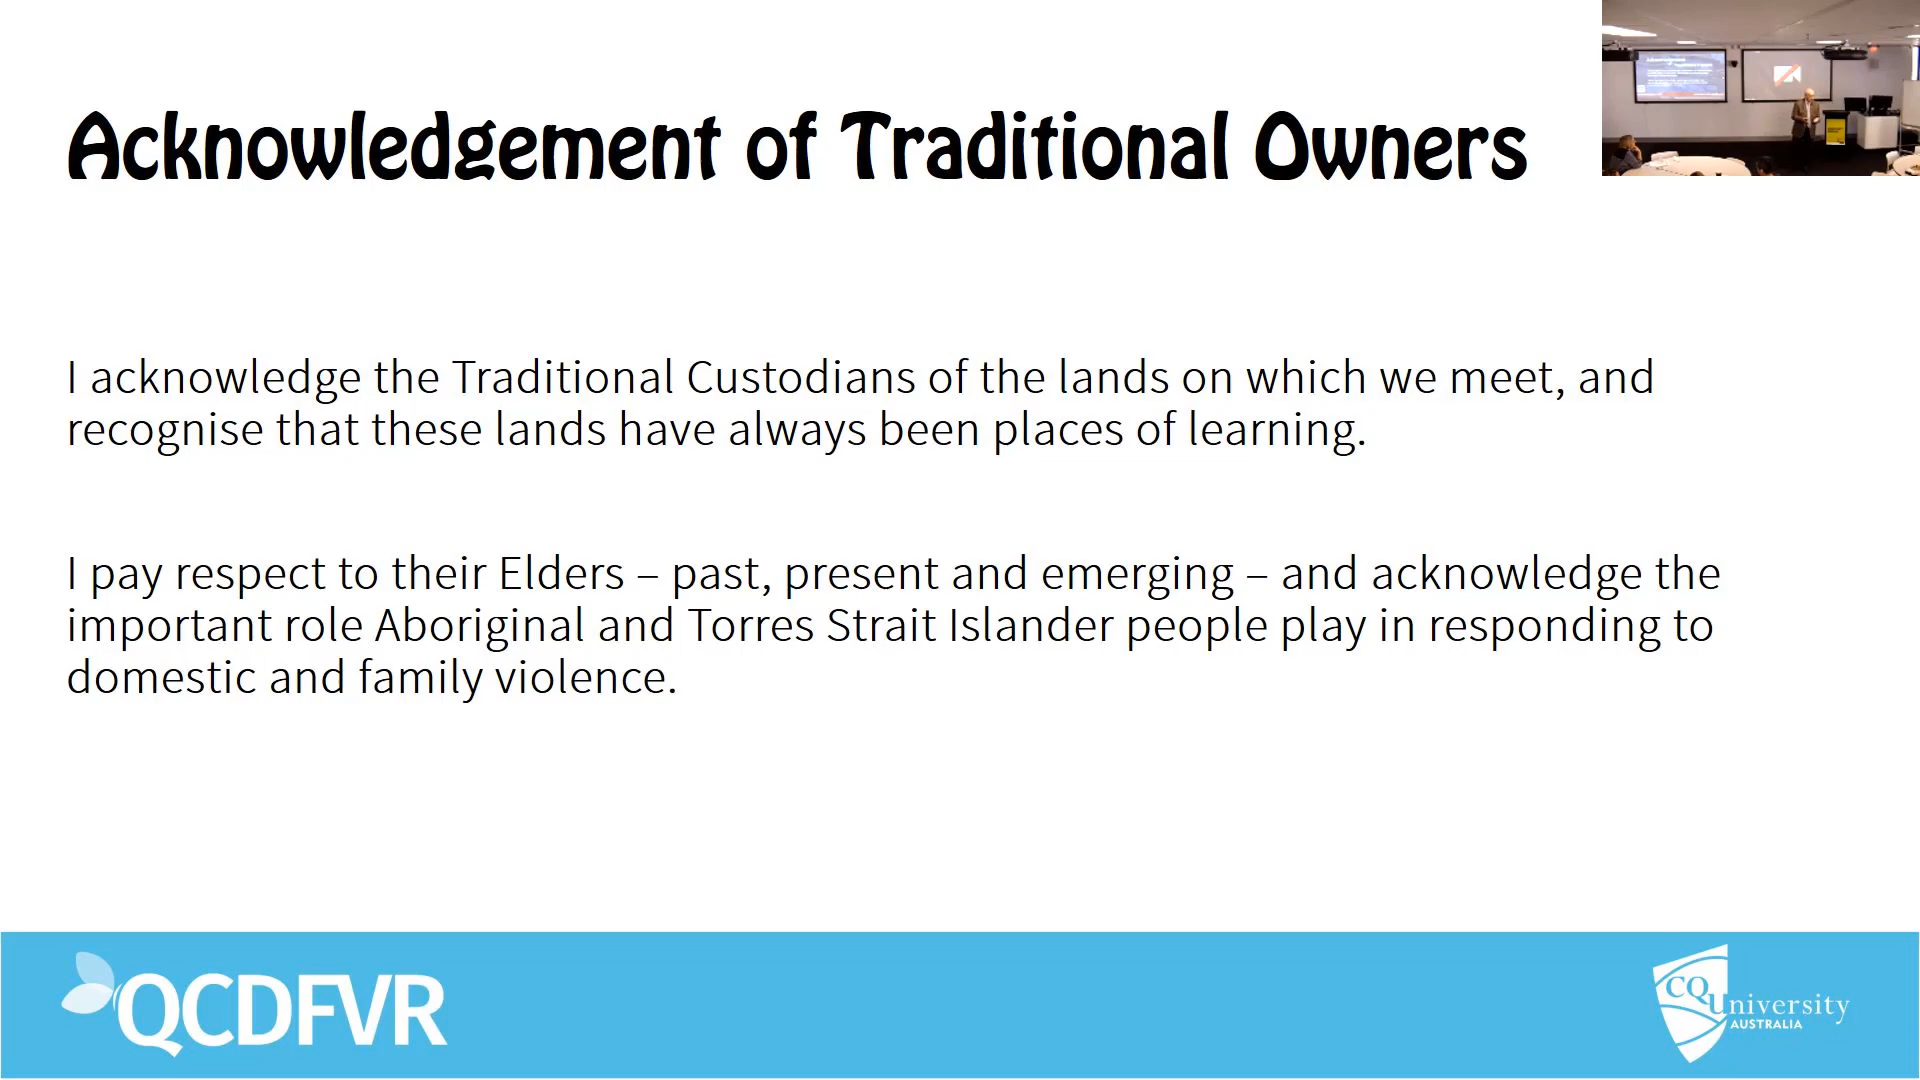 Acknowledgement of Traditional Owners
I acknowledge the Traditional Custodians of the lands on which we meet, and
recognise that these lands have always been places of learning.
I pay respect to their Elders – past, present and emerging – and acknowledge the
important role Aboriginal and Torres Strait Islander people play in responding to
domestic and family violence.
QCDFVR
CQUniversity
AUSTRALIA